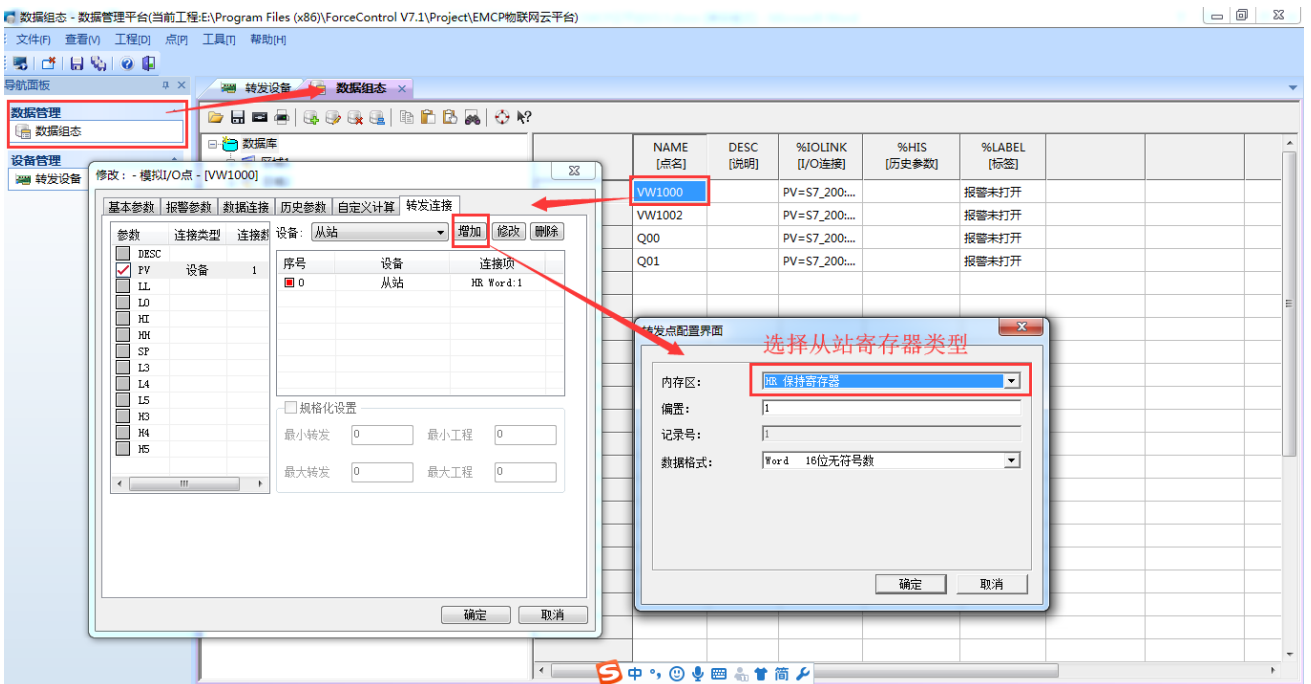 数据组态 - 数据管理平台(当前工程:E:\Program Files (x86)\ForceControl V7.1\Project\EMCP物联网云平台)
文件(F) 查看(V) 工程[D] 点[P] 工具[T] 帮助[H]
导航面板
数据管理
数据组态
设备管理
转发设备
转发设备 数据组态
数据库
NAME DESC %IOLINK %HIS %LABEL
[点名] [说明] [I/O连接] [历史参数] [标签]
VW1000 PV=S7_200:... 报警未打开
VW1002 PV=S7_200:... 报警未打开
Q00 PV=S7_200:... 报警未打开
Q01 PV=S7_200:... 报警未打开
修改: - 模拟I/O点 - [VW1000]
基本参数 报警参数 数据连接 历史参数 自定义计算 转发连接
参数 连接类型
DESC
PV 设备 1
LL
LO
HI
HH
SP
L3
L4
L5
H3
H4
H5
设备: 从站 增加 修改 删除
序号 设备 连接项
0 从站 HR Word:1
规格化设置
最小转发 0 最小工程 0
最大转发 0 最大工程 0
确定 取消
转发点配置界面
选择从站寄存器类型
内存区: HR 保持寄存器
偏置: 1
记录号: 1
数据格式: Word 16位无符号数
确定 取消
中 简